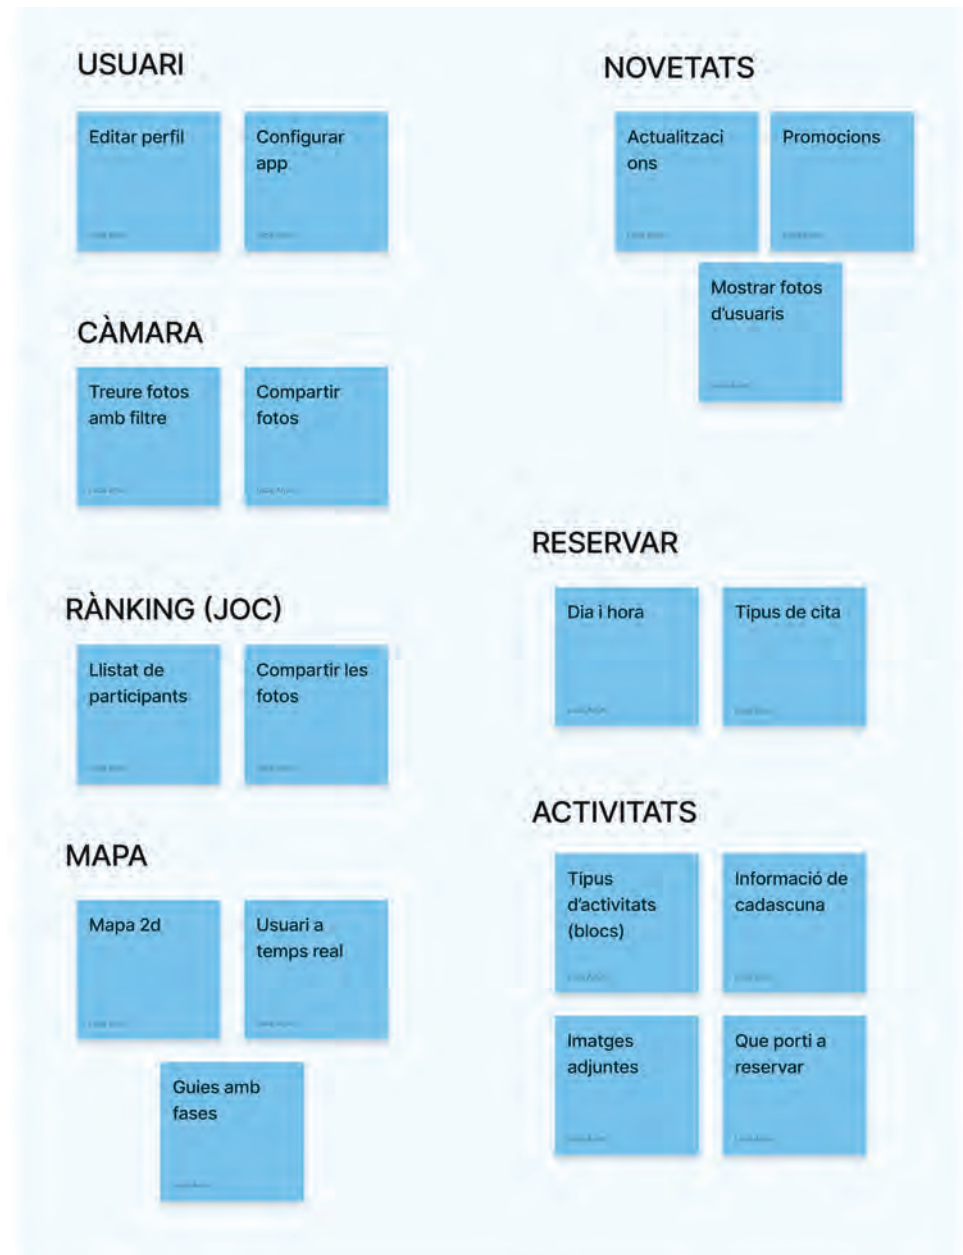 USUARI
Editar perfil
Configurar
app
CÀMARA
Treure fotos
amb filtre
Compartir
fotos
RÀNKING (JOC)
Llistat de
participants
Compartir les
fotos
MAPA
Mapa 2d
Usuari a
temps real
Guies amb
fases
NOVETATS
Actualitzaci
ons
Promocions
Mostrar fotos
d'usuaris
RESERVAR
Dia i hora
Tipus de cita
ACTIVITATS
Tipus
d'activitats
(blocs)
Informació de
cadascuna
Imatges
adjuntes
Que porti a
reservar